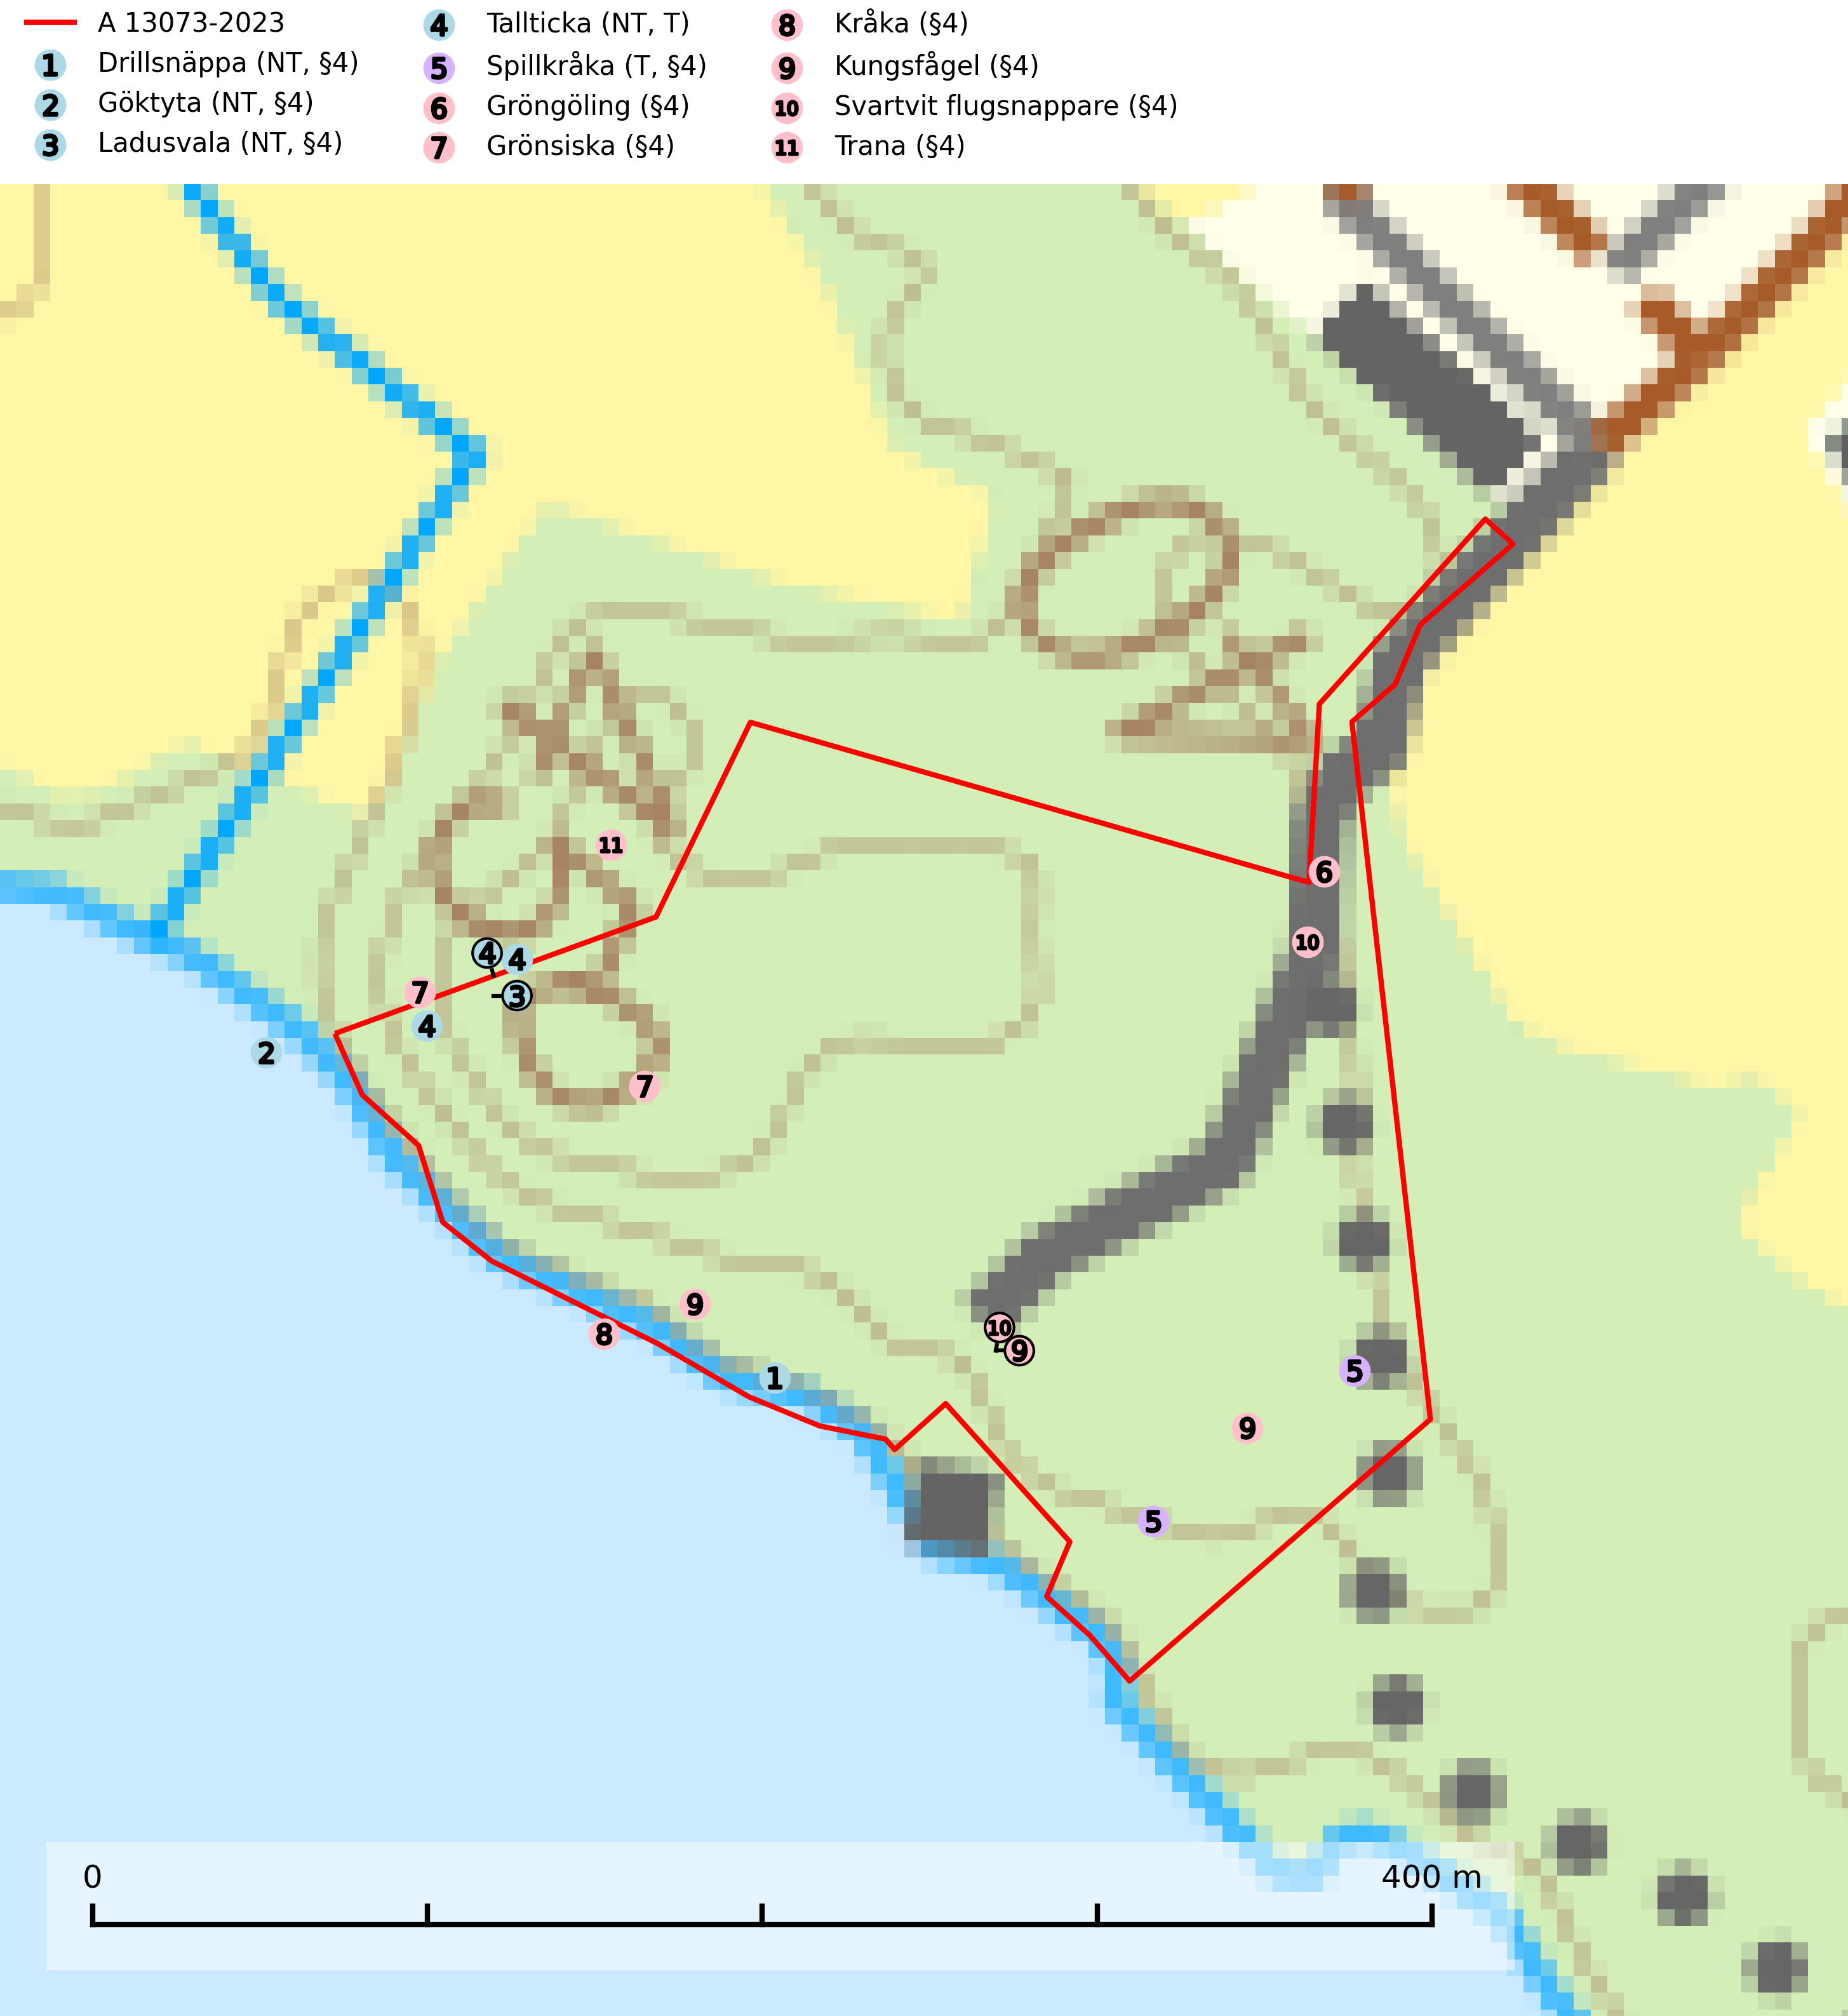 A 13073-2023
1 Drillsnäppa (NT, §4)
2 Göktyta (NT, §4)
3 Ladusvala (NT, §4)
4 Tallticka (NT, T)
5 Spillkråka (T, §4)
6 Gröngöling (§4)
7 Grönsiska (§4)
8 Kråka (§4)
9 Kungsfågel (§4)
10 Svartvit flugsnappare (§4)
11 Trana (§4)
11
6
10
4 4
7
3
4
2
7
9
10
8
9
5
1
9
5
0 400 m